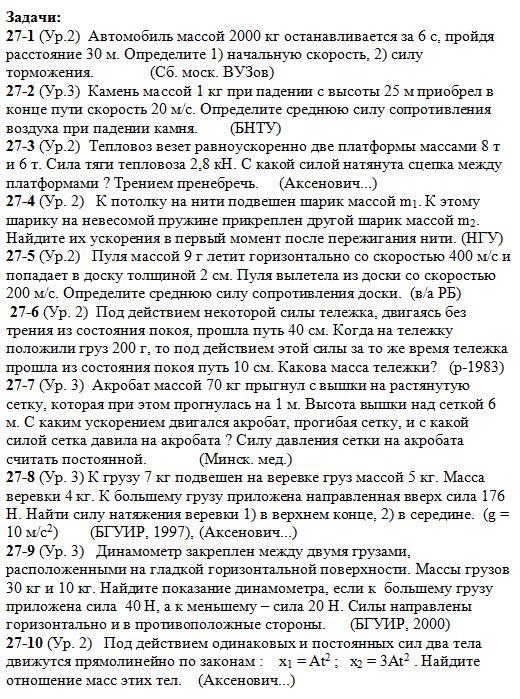 Задачи:
27-1 (Ур.2) Автомобиль массой 2000 кг останавливается за 6 с, пройдя
расстояние 30 м. Определите 1) начальную скорость, 2) силу
торможения. (Сб. моск. ВУЗов)
27-2 (Ур.3) Камень массой 1 кг при падении с высоты 25 м приобрел в
конце пути скорость 20 м/с. Определите среднюю силу сопротивления
воздуха при падении камня. (БНТУ)
27-3 (Ур.2) Тепловоз везет равноускоренно две платформы массами 8 т
и 6 т. Сила тяги тепловоза 2,8 кН. С какой силой натянута сцепка между
платформами ? Трением пренебречь. (Аксенович...)
27-4 (Ур. 2) К потолку на нити подвешен шарик массой m₁. К этому
шарику на невесомой пружине прикреплен другой шарик массой m₂.
Найдите их ускорения в первый момент после пережигания нити. (НГУ)
27-5 (Ур.2) Пуля массой 9 г летит горизонтально со скоростью 400 м/с и
попадает в доску толщиной 2 см. Пуля вылетела из доски со скоростью
200 м/с. Определите среднюю силу сопротивления доски. (в/а РБ)
27-6 (Ур. 2) Под действием некоторой силы тележка, двигаясь без
трения из состояния покоя, прошла путь 40 см. Когда на тележку
положили груз 200 г, то под действием этой силы за то же время тележка
прошла из состояния покоя путь 10 см. Какова масса тележки? (р-1983)
27-7 (Ур. 3) Акробат массой 70 кг прыгнул с вышки на растянутую
сетку, которая при этом прогнулась на 1 м. Высота вышки над сеткой 6
м. С каким ускорением двигался акробат, прогибая сетку, и с какой
силой сетка давила на акробата ? Силу давления сетки на акробата
считать постоянной. (Минск. мед.)
27-8 (Ур. 3) К грузу 7 кг подвешен на веревке груз массой 5 кг. Масса
веревки 4 кг. К большему грузу приложена направленная вверх сила 176
Н. Найти силу натяжения веревки 1) в верхнем конце, 2) в середине. (g =
10 м/с²) (БГУИР, 1997), (Аксенович...)
27-9 (Ур. 3) Динамометр закреплен между двумя грузами,
расположенными на гладкой горизонтальной поверхности. Массы грузов
30 кг и 10 кг. Найдите показание динамометра, если к большему грузу
приложена сила 40 Н, а к меньшему – сила 20 Н. Силы направлены
горизонтально и в противоположные стороны. (БГУИР, 2000)
27-10 (Ур. 2) Под действием одинаковых и постоянных сил два тела
движутся прямолинейно по законам : x₁ = At² ; x₂ = 3At² . Найдите
отношение масс этих тел. (Аксенович...)